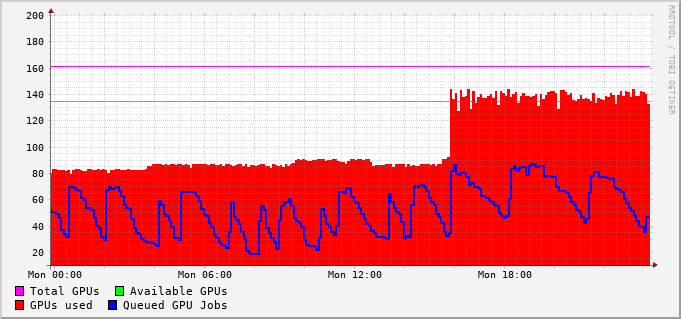 200
180
160
140
120
100
80
60
40
20
Mon 00:00 Mon 06:00 Mon 12:00 Mon 18:00
Total GPUs Available GPUs
GPUs used Queued GPU Jobs
RRDTOOL / TOBI OETIKER